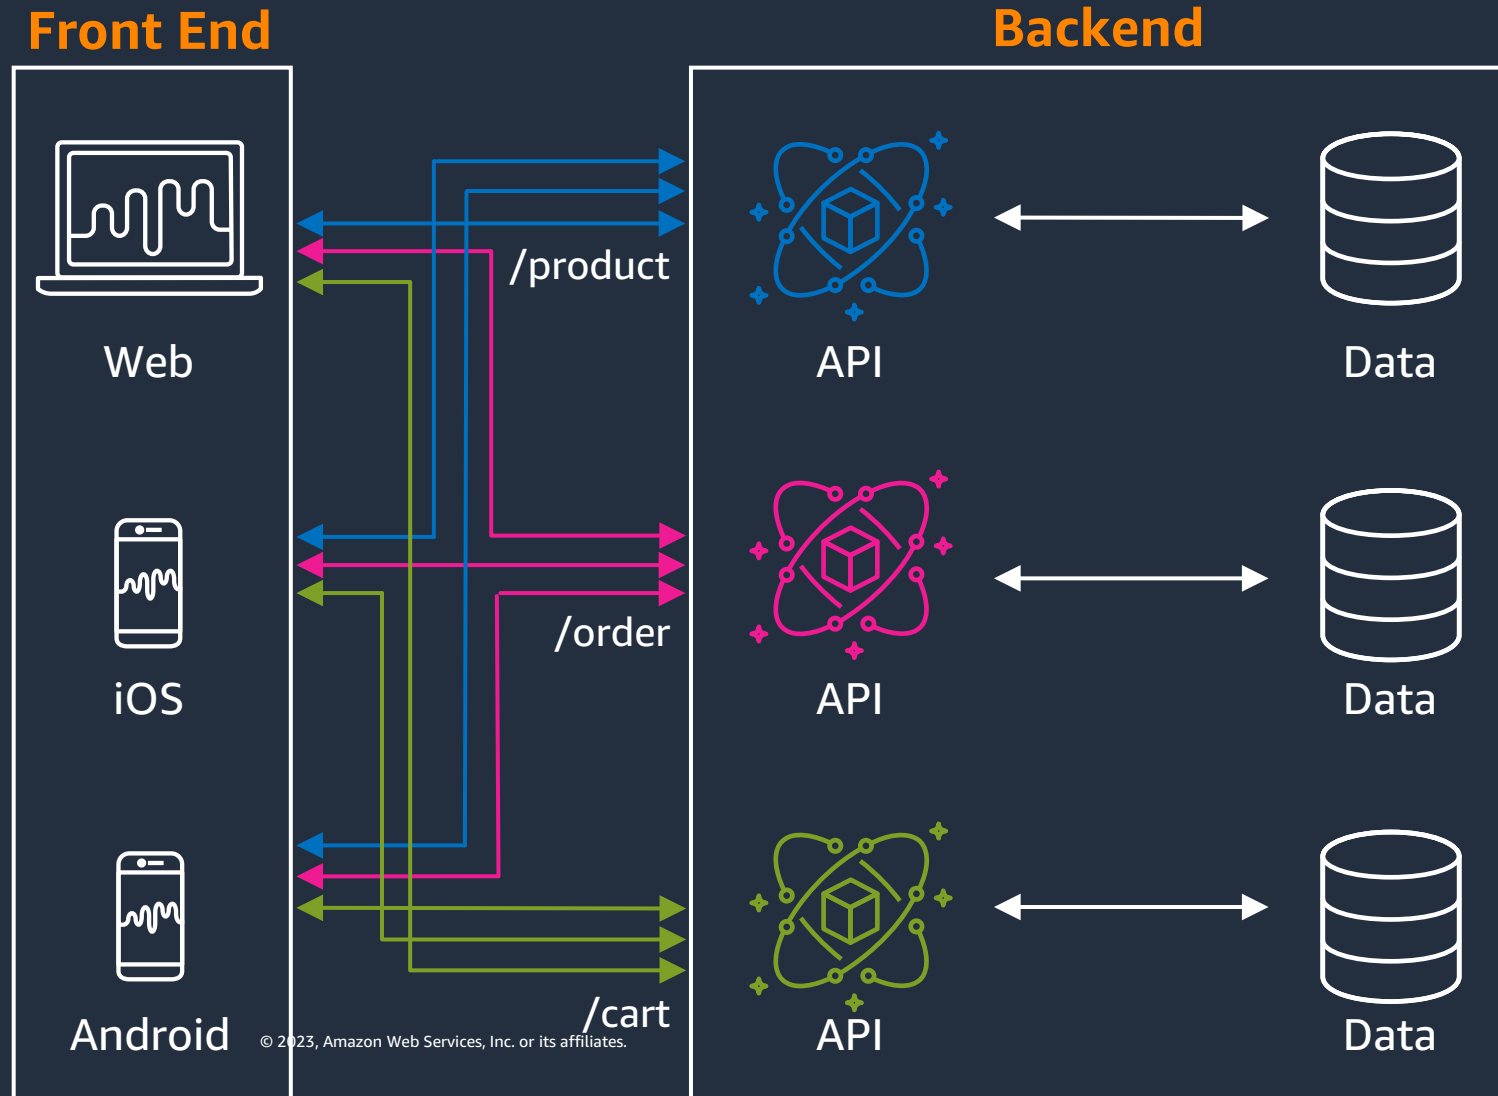 Front End
Backend
/product
Web
API
Data
/order
iOS
API
Data
/cart
Android
API
Data
© 2023, Amazon Web Services, Inc. or its affiliates.